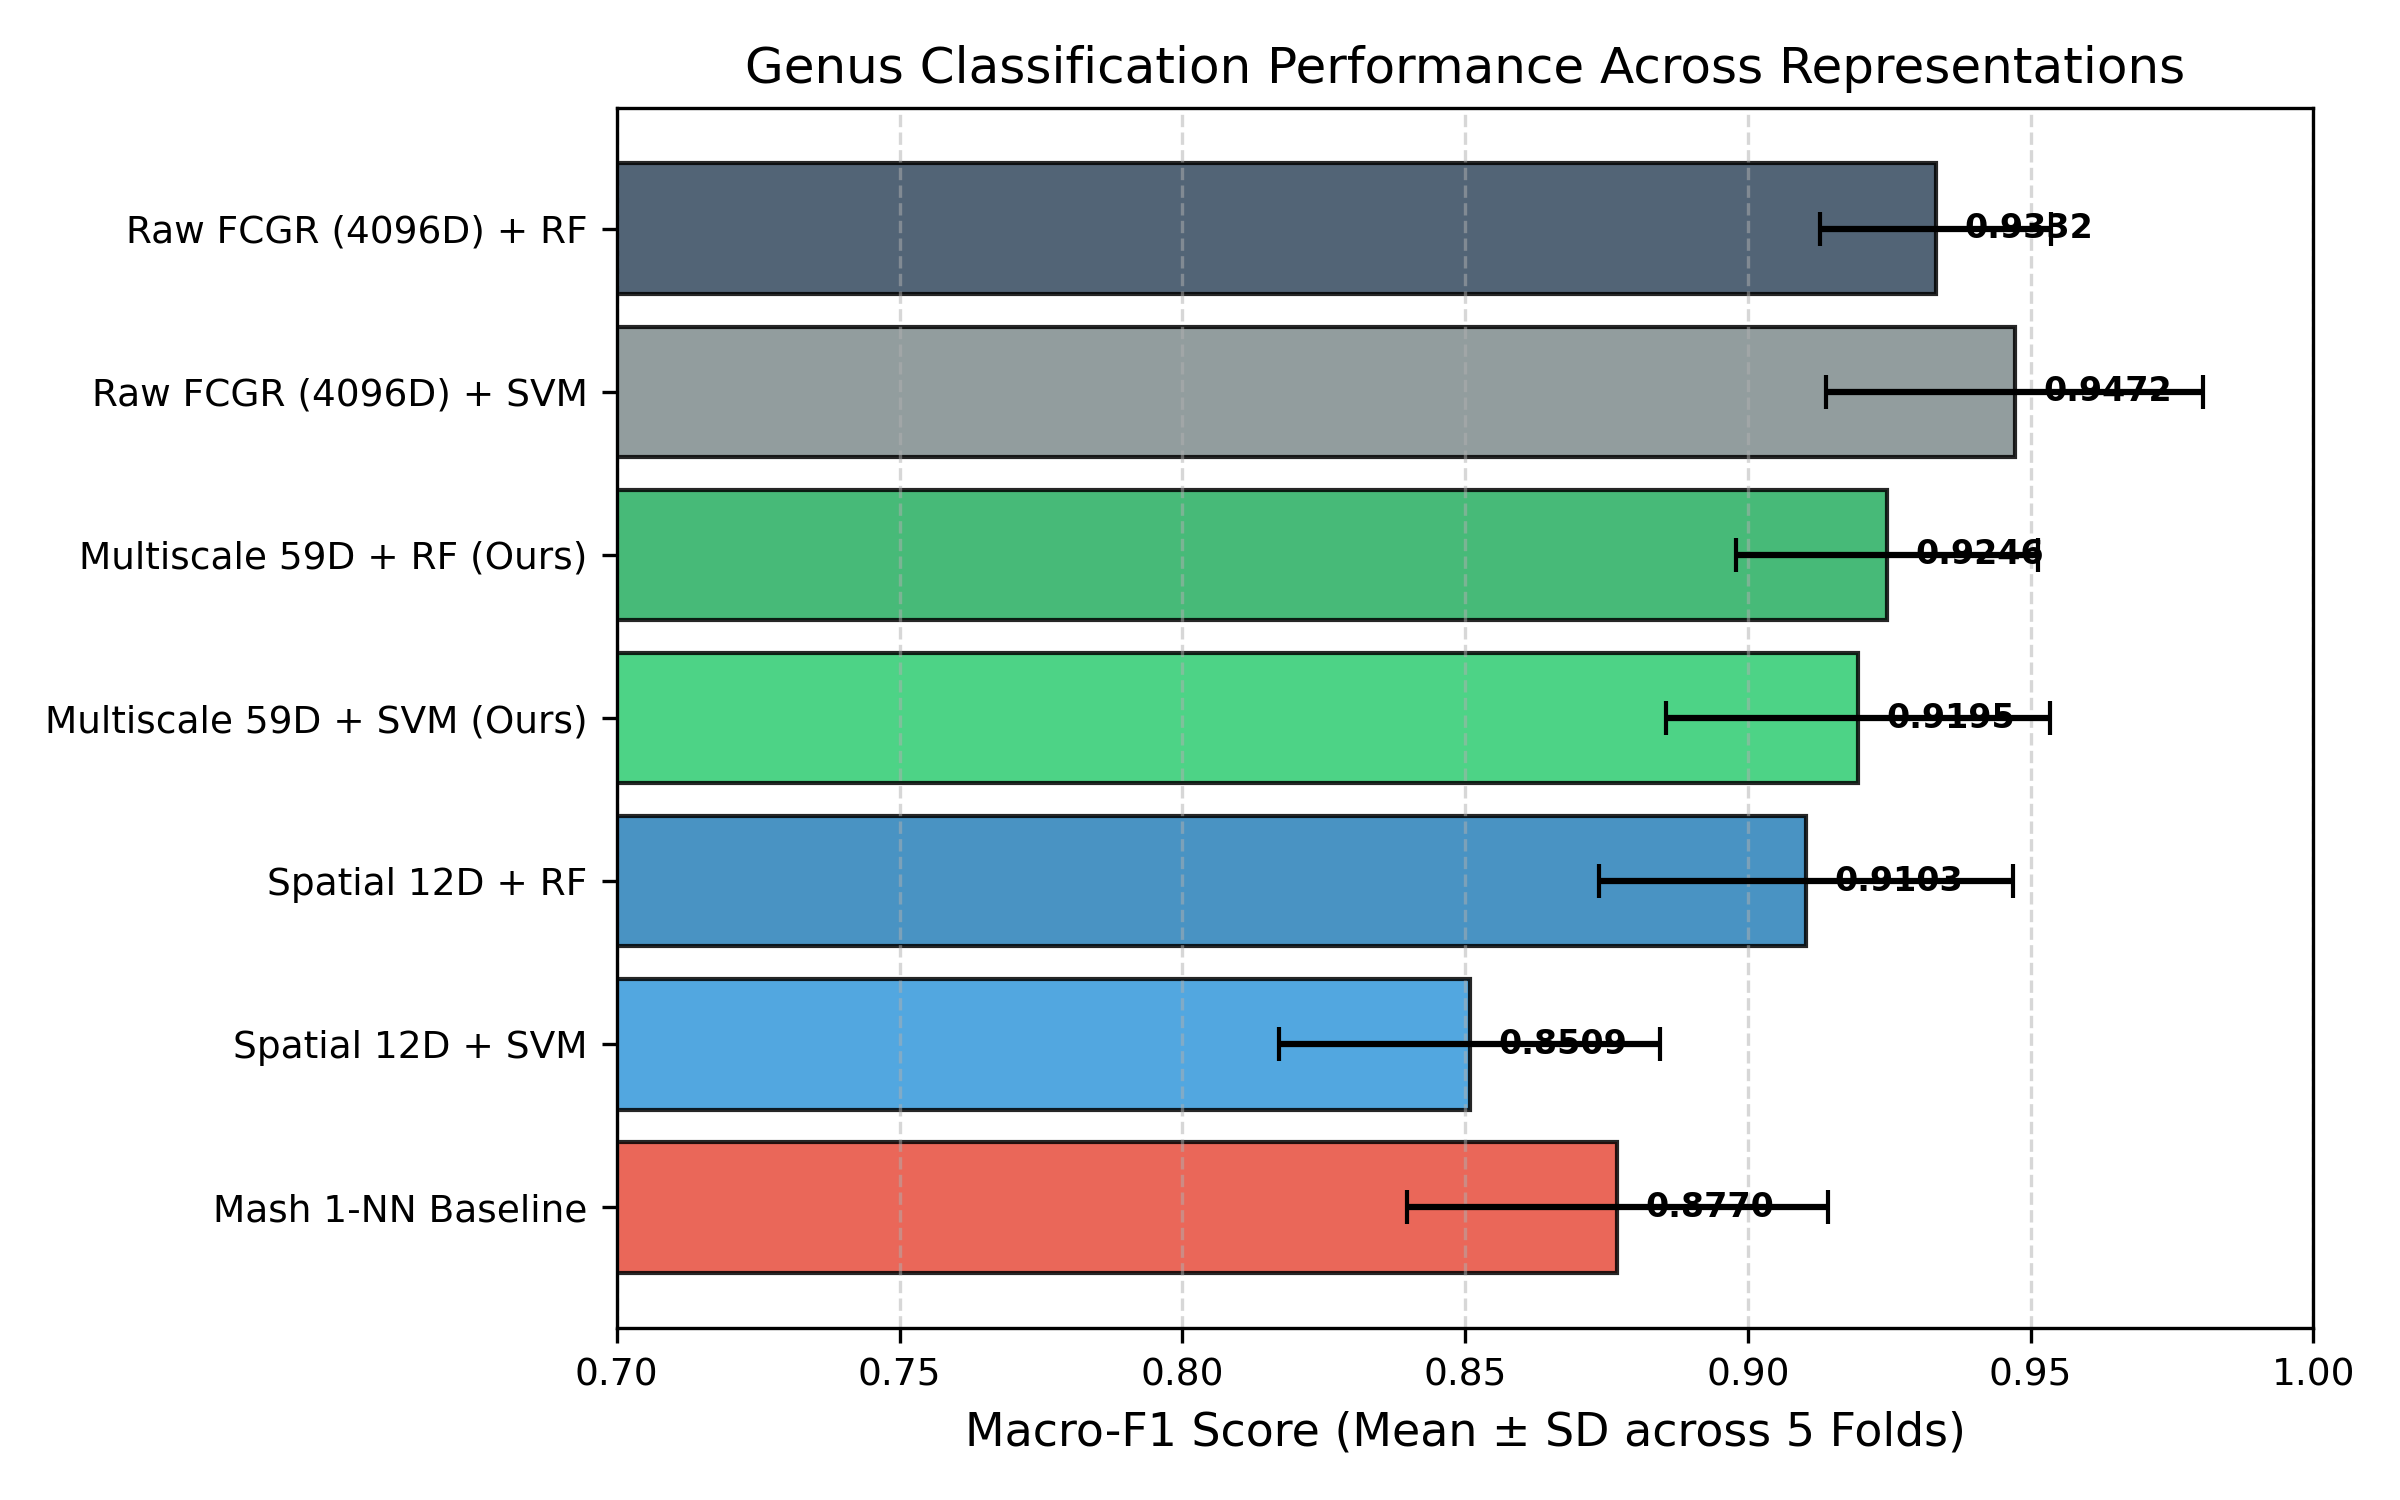 Genus Classification Performance Across Representations
Raw FCGR (4096D) + RF
0.9332
Raw FCGR (4096D) + SVM
0.9472
Multiscale 59D + RF (Ours)
0.9246
Multiscale 59D + SVM (Ours)
0.9195
Spatial 12D + RF
0.9103
Spatial 12D + SVM
0.8509
Mash 1-NN Baseline
0.8770
0.70 0.75 0.80 0.85 0.90 0.95 1.00
Macro-F1 Score (Mean ± SD across 5 Folds)